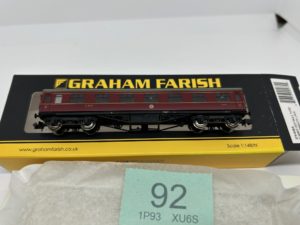 GRAHAM FARISH
www.grahamfarish.co.uk
Scale 1:148/N
92
1P93 XU6S